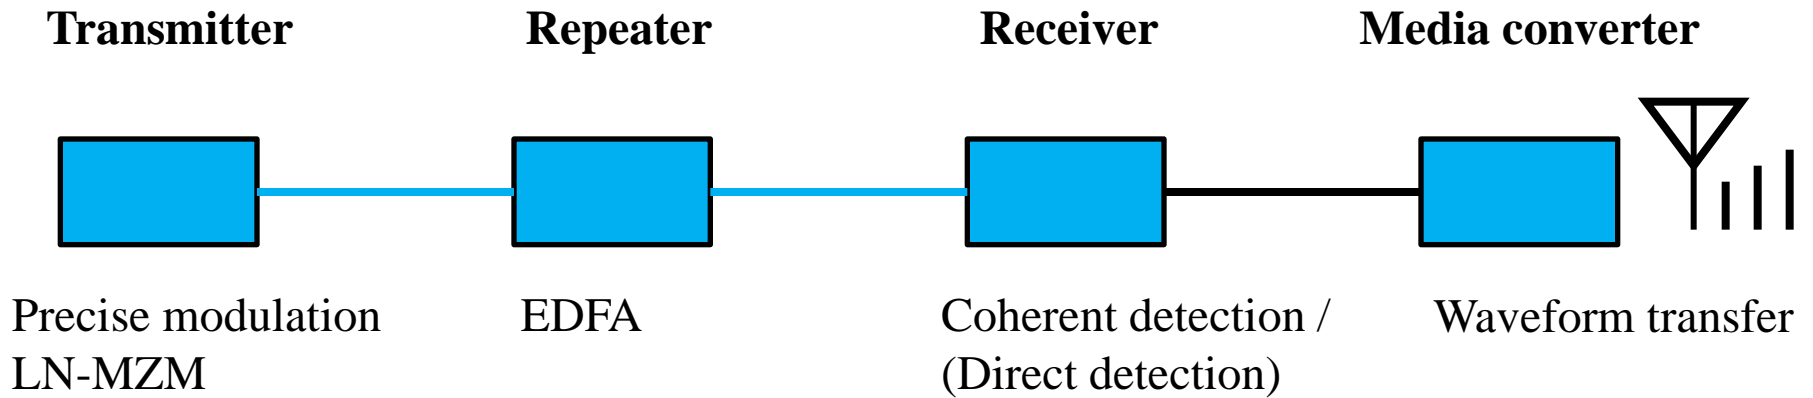 Transmitter
Repeater
Receiver
Media converter
Precise modulation
LN-MZM
EDFA
Coherent detection /
(Direct detection)
Waveform transfer